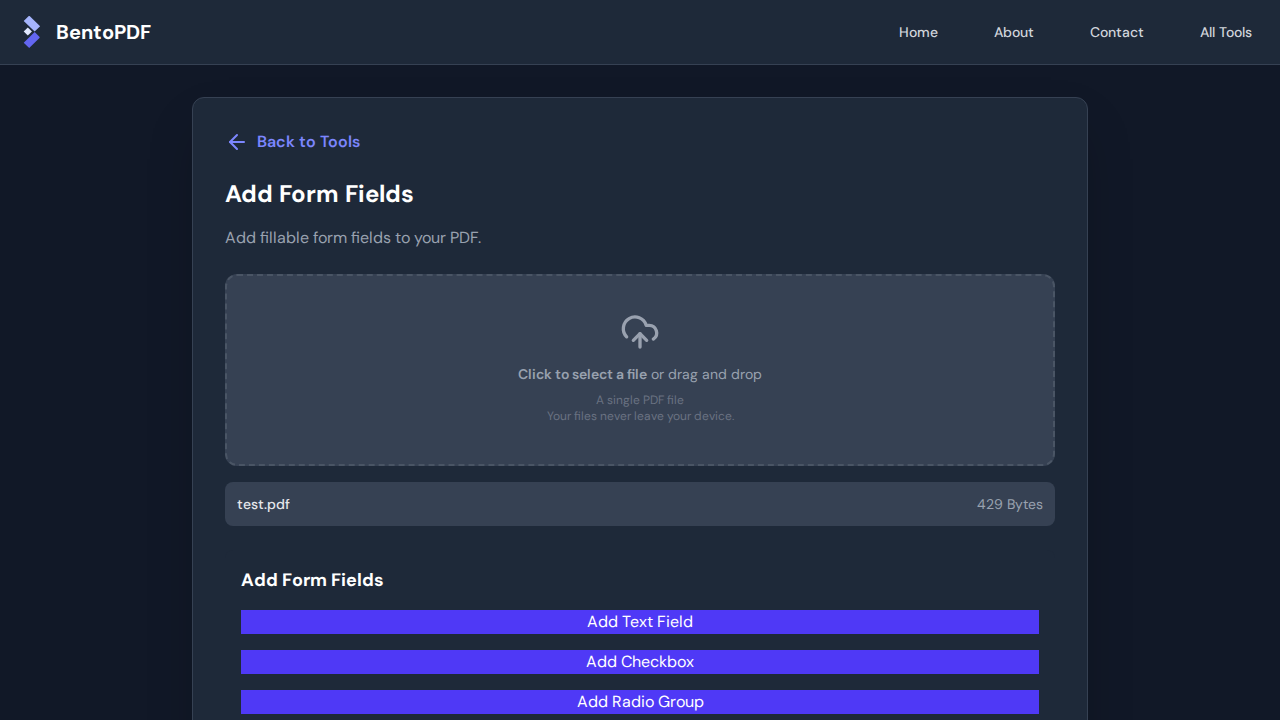 BentoPDF
Home
About
Contact
All Tools
Back to Tools
Add Form Fields
Add fillable form fields to your PDF.
Click to select a file or drag and drop
A single PDF file
Your files never leave your device.
test.pdf
429 Bytes
Add Form Fields
Add Text Field
Add Checkbox
Add Radio Group